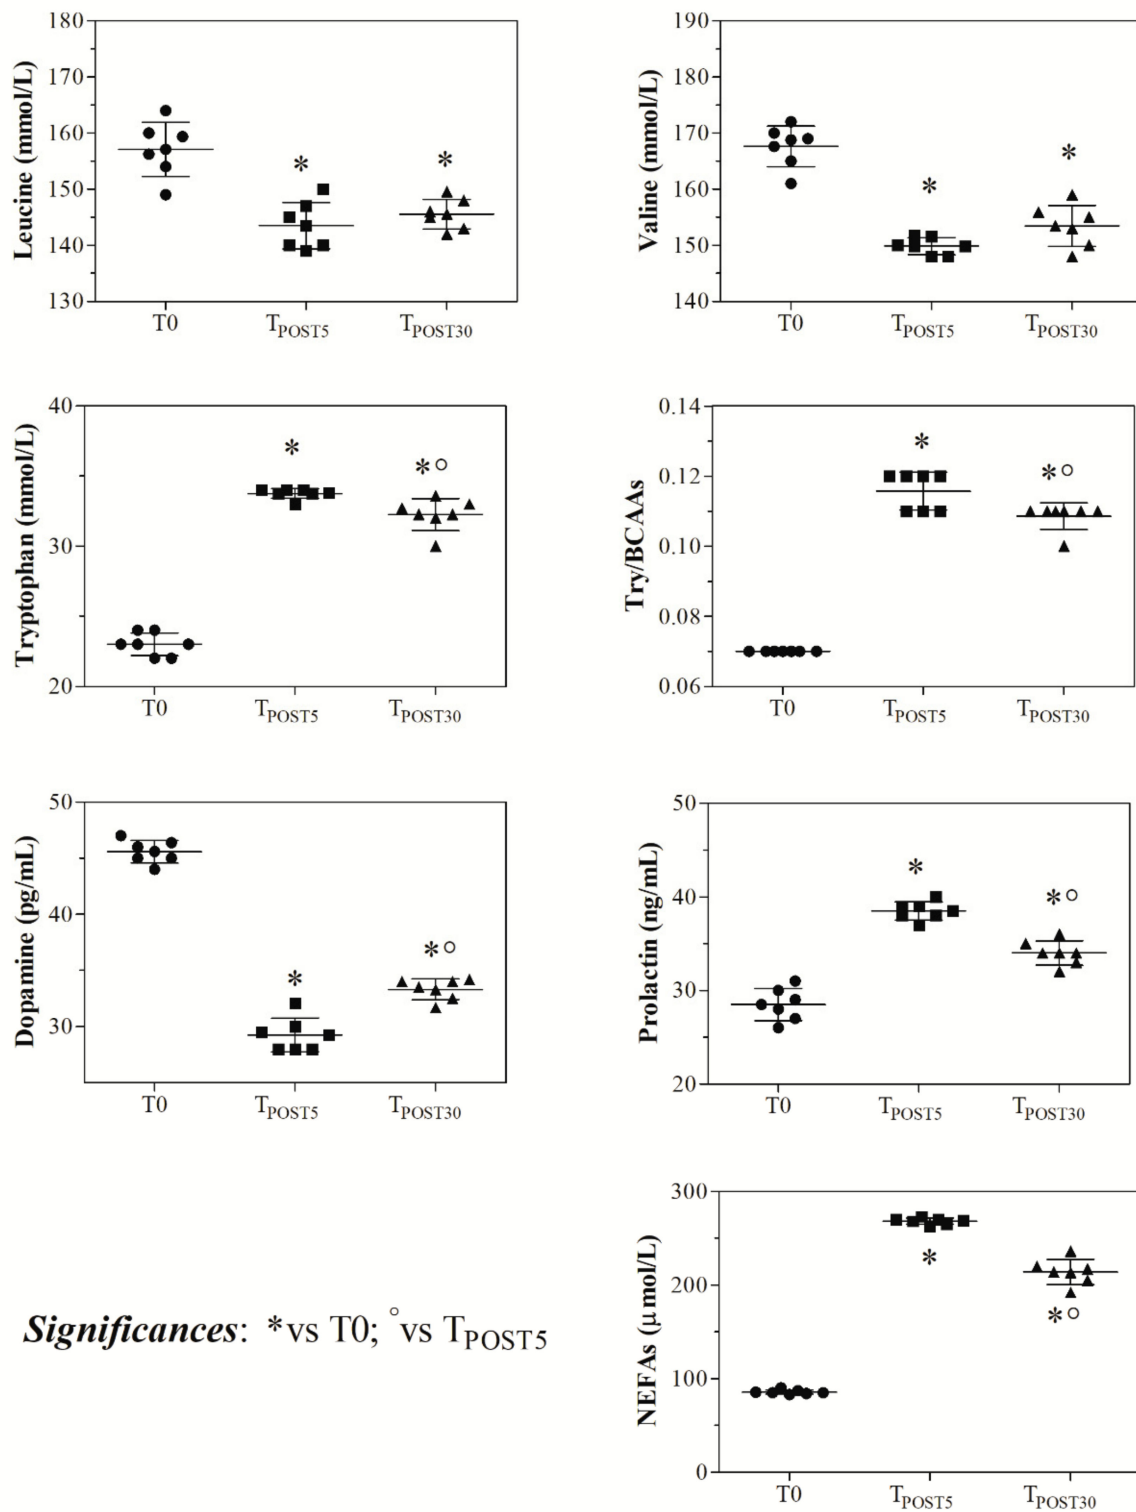 Leucine (mmol/L)
180
170
160
150
140
130
*
*
T0
TPOST5
TPOST30
Valine (mmol/L)
190
180
170
160
150
140
*
*
T0
TPOST5
TPOST30
Tryptophan (mmol/L)
40
30
20
*
*°
T0
TPOST5
TPOST30
Try/BCAAs
0.14
0.12
0.10
0.08
0.06
*
*°
T0
TPOST5
TPOST30
Dopamine (pg/mL)
50
40
30
*
*°
T0
TPOST5
TPOST30
Prolactin (ng/mL)
50
40
30
20
*
*°
T0
TPOST5
TPOST30
NEFAs (μmol/L)
300
200
100
0
*
*°
T0
TPOST5
TPOST30
Significances: *vs T0; °vs TPOST5